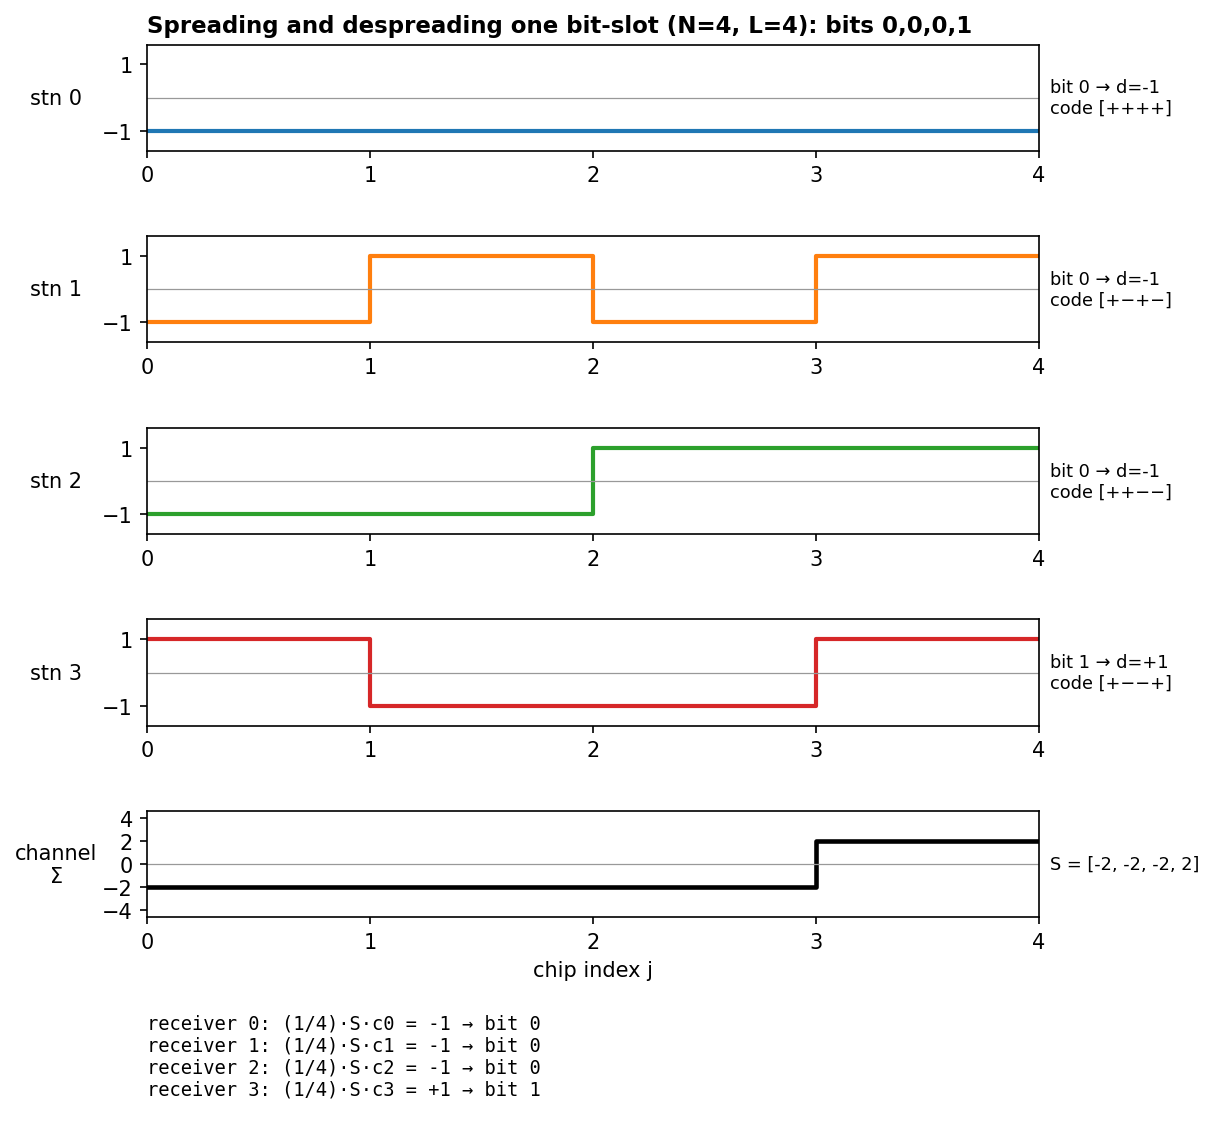 Spreading and despreading one bit-slot (N=4, L=4): bits 0,0,0,1
1
stn 0
−1
bit 0 → d=-1
code [++++]
0 1 2 3 4
1
stn 1
−1
bit 0 → d=-1
code [+−+−]
0 1 2 3 4
1
stn 2
−1
bit 0 → d=-1
code [++−−]
0 1 2 3 4
1
stn 3
−1
bit 1 → d=+1
code [+−−+]
0 1 2 3 4
4
2
channel
Σ
0
−2
−4
S = [-2, -2, -2, 2]
0 1 2 3 4
chip index j
receiver 0: (1/4)·S·c0 = -1 → bit 0
receiver 1: (1/4)·S·c1 = -1 → bit 0
receiver 2: (1/4)·S·c2 = -1 → bit 0
receiver 3: (1/4)·S·c3 = +1 → bit 1